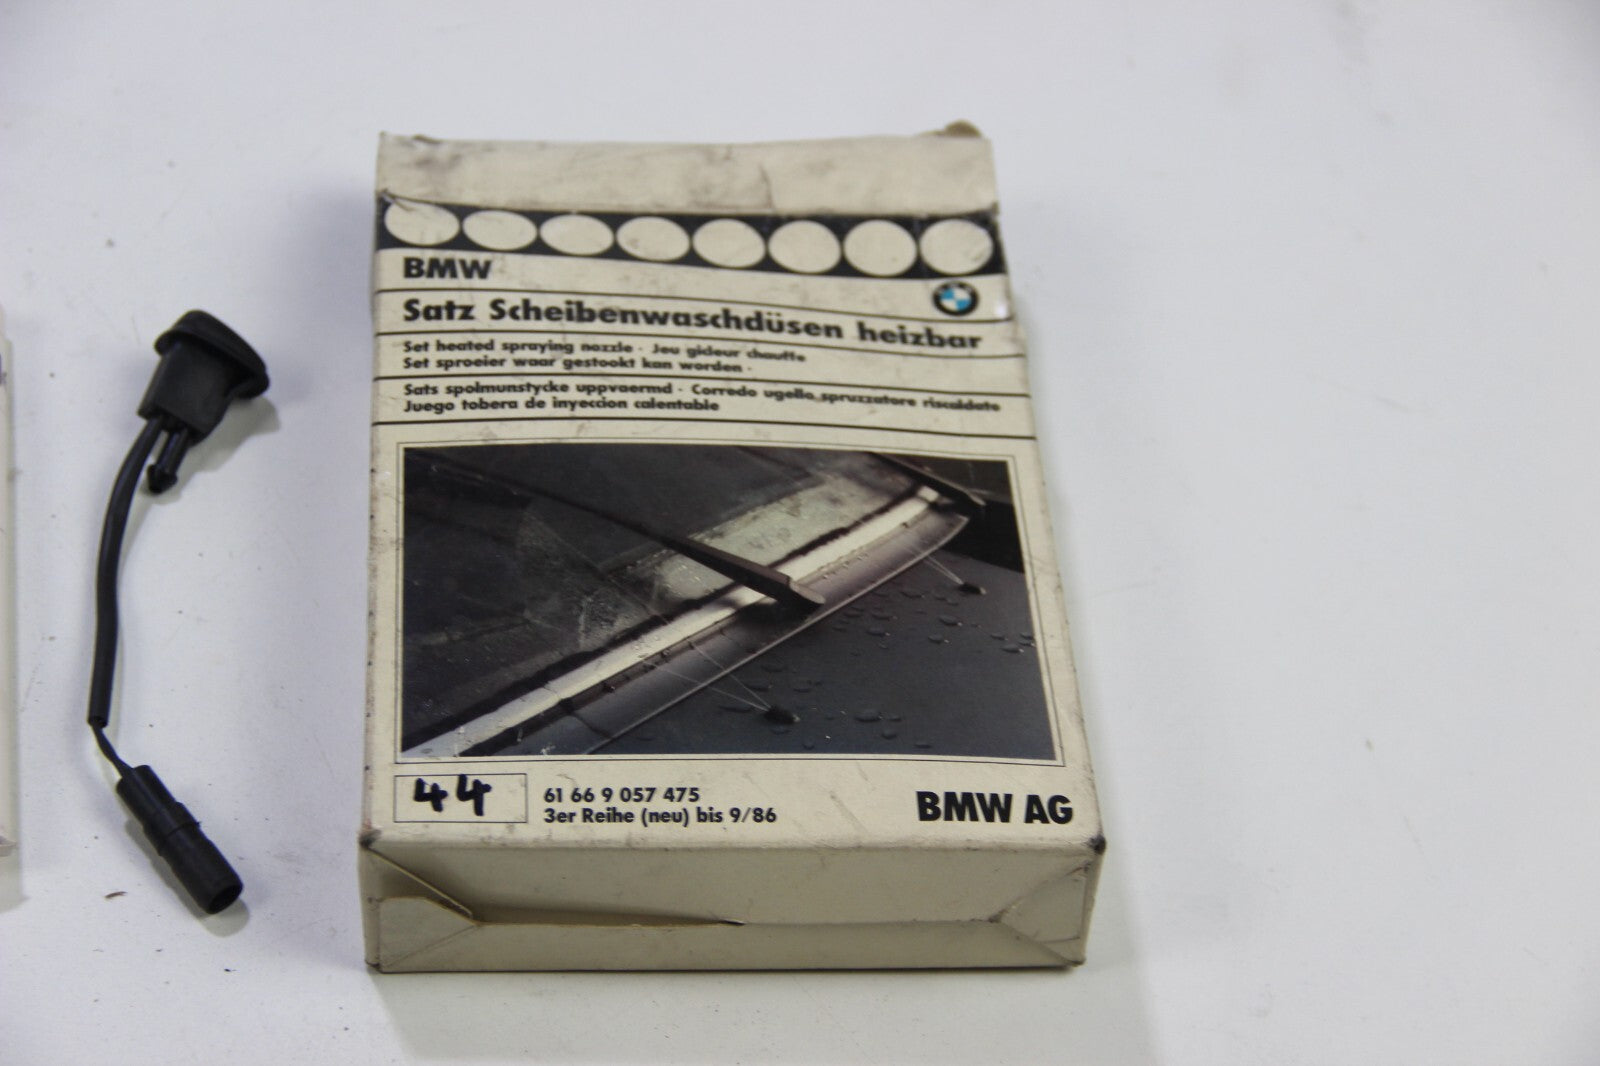 BMW
Satz Scheibenwaschdüsen heizbar
Set heated spraying nozzle · Jeu gicleur chauffe
Set sproeier waar gestookt kan worden ·
Sats spolmunstycke uppvaermd · Corredo ugello spruzzatore riscaldato
Juego tobera de inyeccion calentable
44
61 66 9 057 475
3er Reihe (neu) bis 9/86
BMW AG